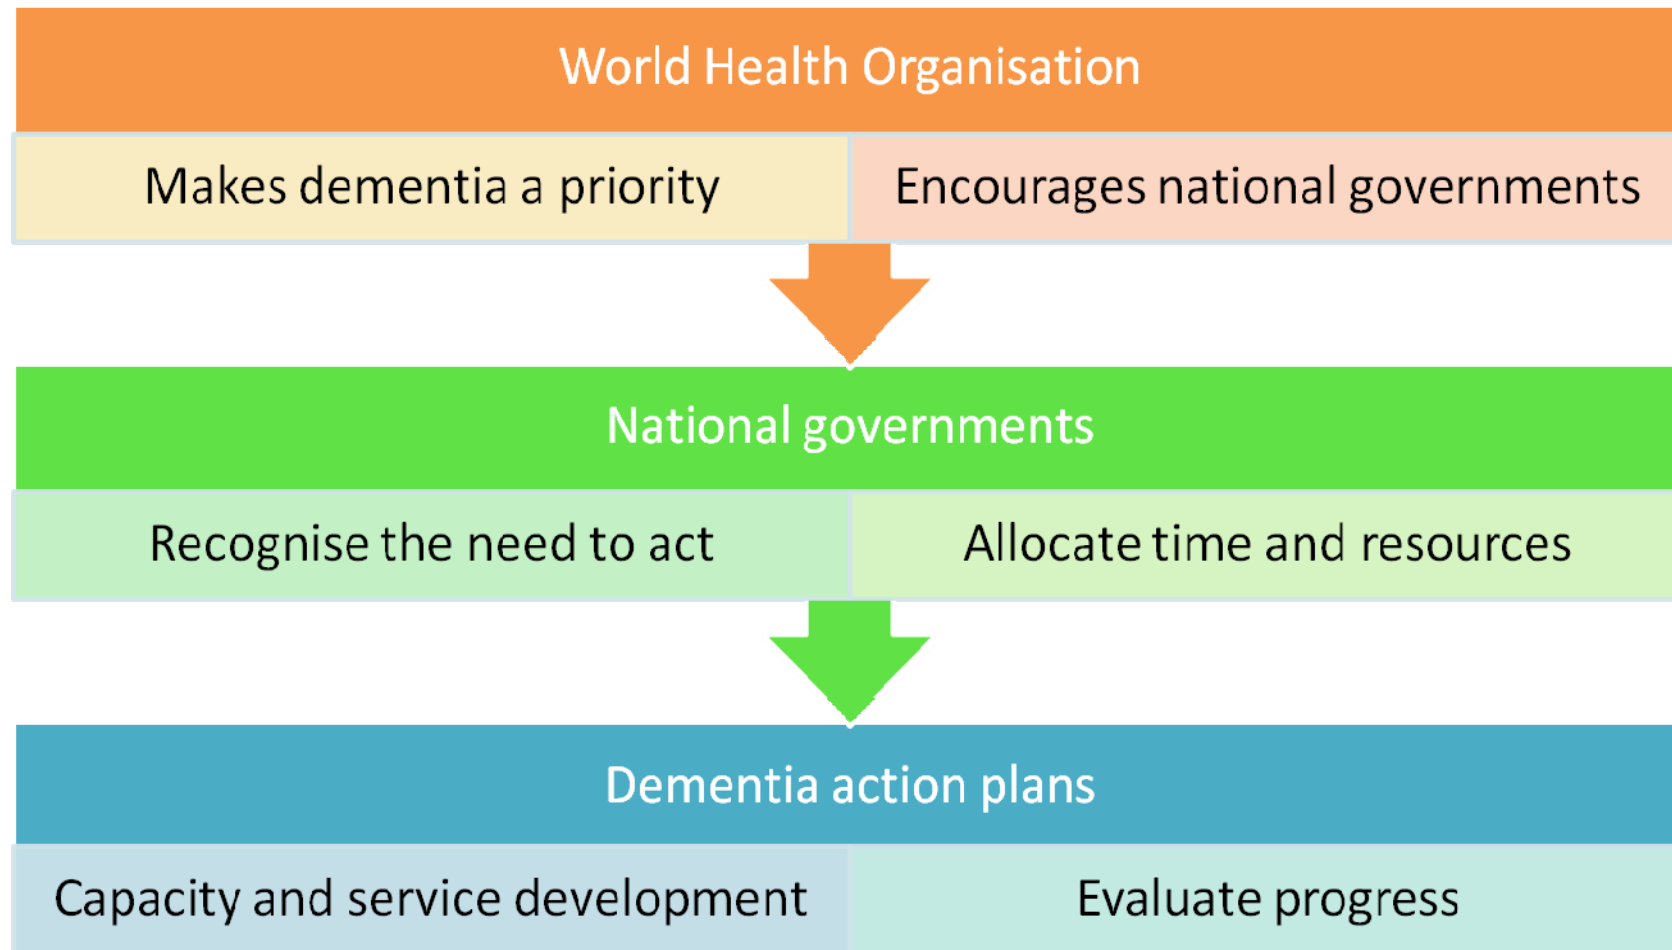 World Health Organisation
Makes dementia a priority
Encourages national governments
National governments
Recognise the need to act
Allocate time and resources
Dementia action plans
Capacity and service development
Evaluate progress